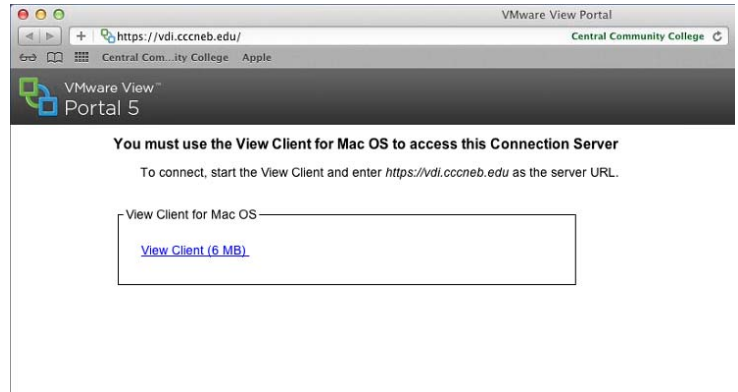 VMware View Portal
https://vdi.cccneb.edu/
Central Community College
Central Com...ity College Apple
VMware View™
Portal 5
You must use the View Client for Mac OS to access this Connection Server
To connect, start the View Client and enter https://vdi.cccneb.edu as the server URL.
View Client for Mac OS
View Client (6 MB)